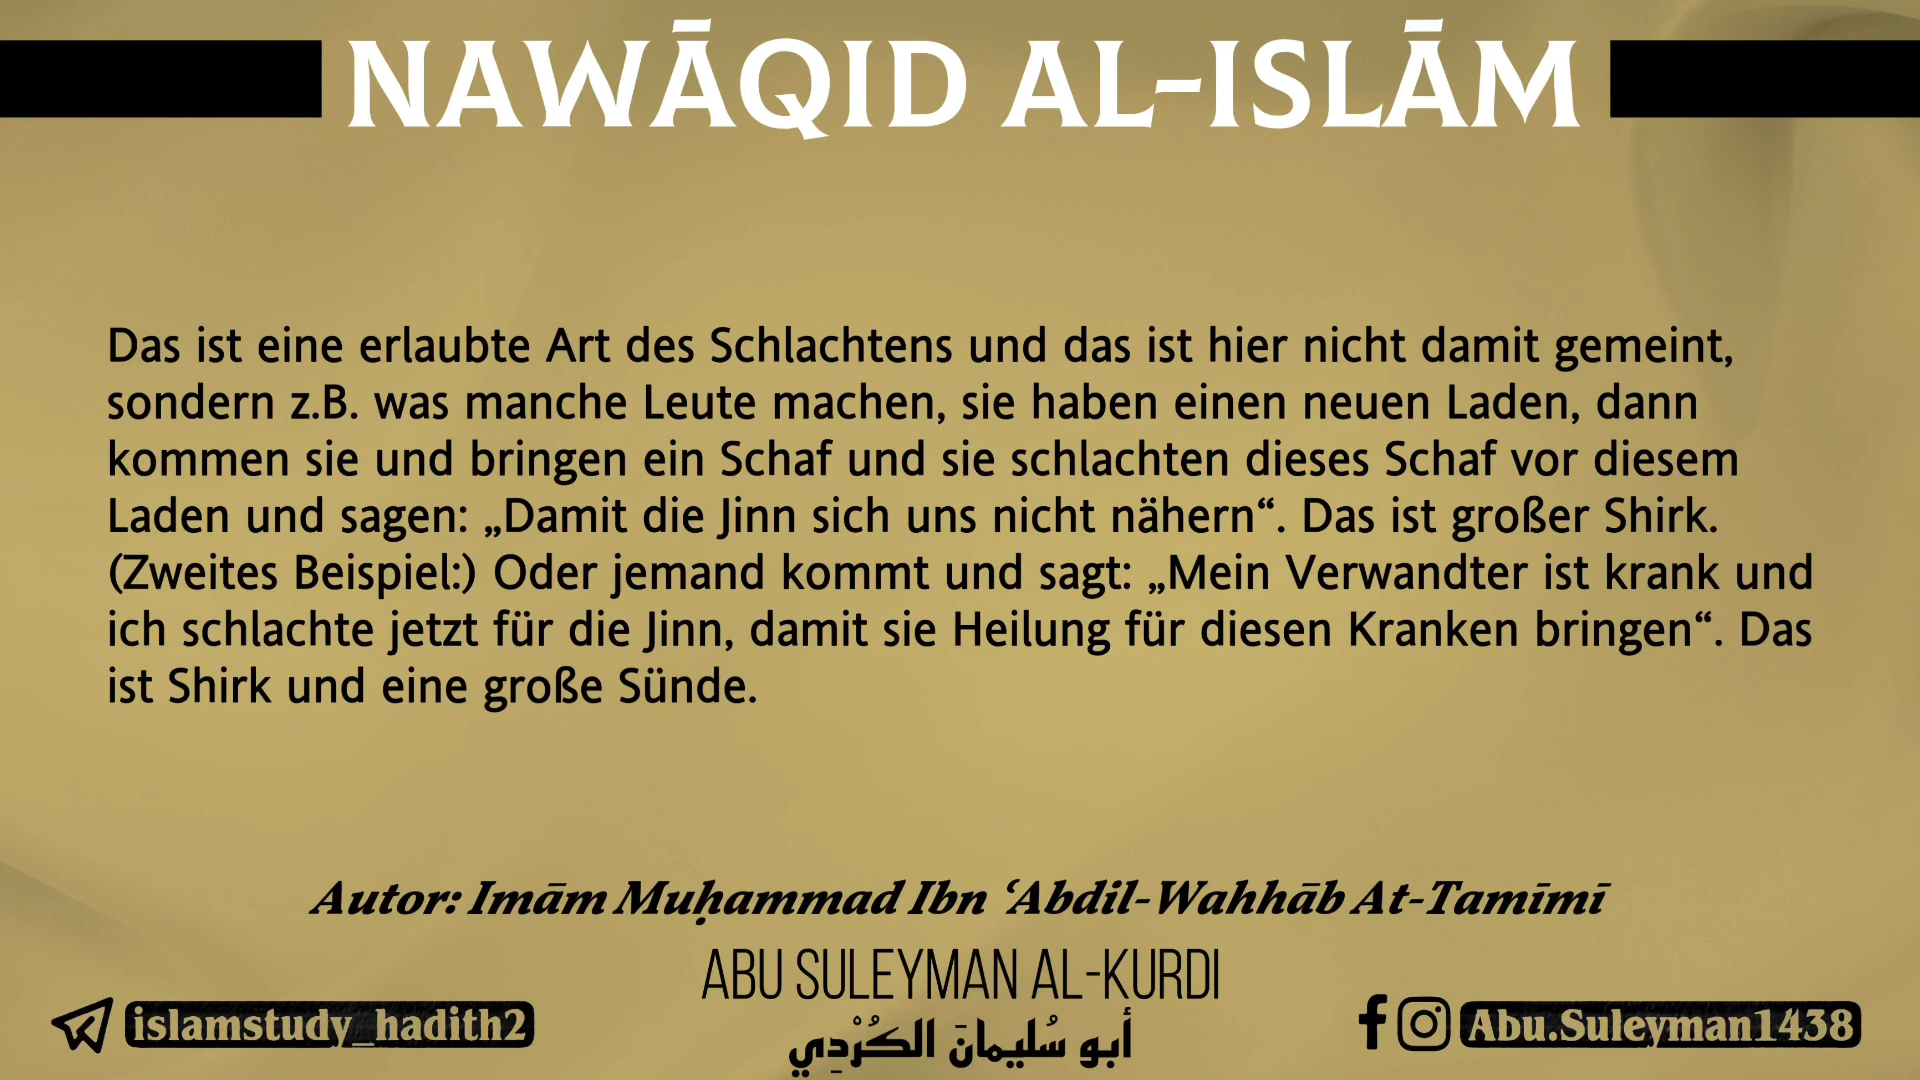 NAWĀQID AL-ISLĀM
Das ist eine erlaubte Art des Schlachtens und das ist hier nicht damit gemeint,
sondern z.B. was manche Leute machen, sie haben einen neuen Laden, dann
kommen sie und bringen ein Schaf und sie schlachten dieses Schaf vor diesem
Laden und sagen: „Damit die Jinn sich uns nicht nähern“. Das ist großer Shirk.
(Zweites Beispiel:) Oder jemand kommt und sagt: „Mein Verwandter ist krank und
ich schlachte jetzt für die Jinn, damit sie Heilung für diesen Kranken bringen“. Das
ist Shirk und eine große Sünde.
Autor: Imām Muḥammad Ibn ‘Abdil-Wahhāb At-Tamīmī
ABU SULEYMAN AL-KURDI
أبو سُليمانَ الكُرْدِي
islamstudy_hadith2
Abu.Suleyman1438